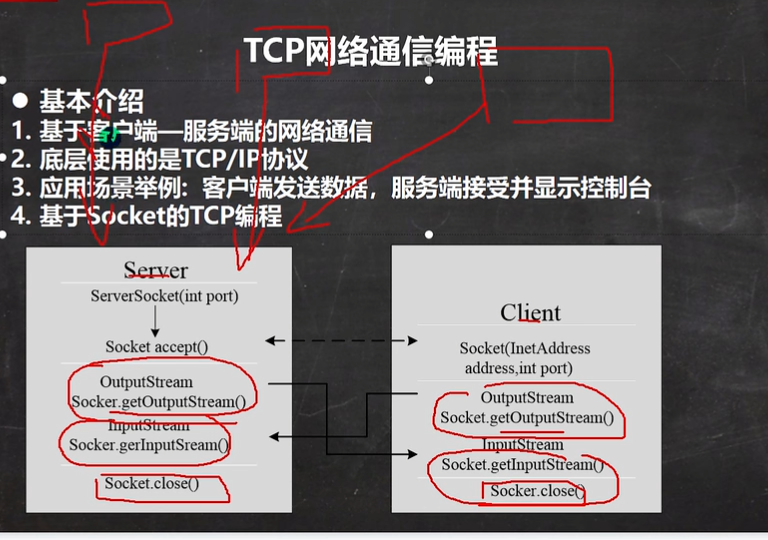 TCP网络通信编程
● 基本介绍
1. 基于客户端—服务端的网络通信
2. 底层使用的是TCP/IP协议
3. 应用场景举例：客户端发送数据，服务端接受并显示控制台
4. 基于Socket的TCP编程
Server
ServerSocket(int port)
Socket accept()
OutputStream
Socker.getOutputStream()
InputStream
Socker.gerInputSream()
Socket.close()
Client
Socket(InetAddress
address,int port)
OutputStream
Socket.getOutputStream()
InputStream
Socket.getInputStream()
Socker.close()